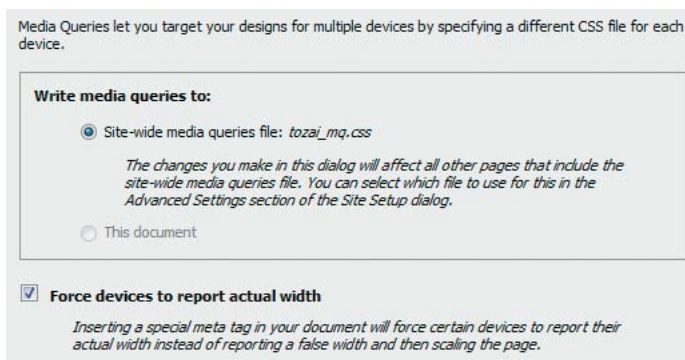 Media Queries let you target your designs for multiple devices by specifying a different CSS file for each
device.
Write media queries to:
Site-wide media queries file: tozai_mq.css
The changes you make in this dialog will affect all other pages that include the
site-wide media queries file. You can select which file to use for this in the
Advanced Settings section of the Site Setup dialog.
This document
Force devices to report actual width
Inserting a special meta tag in your document will force certain devices to report their
actual width instead of reporting a false width and then scaling the page.